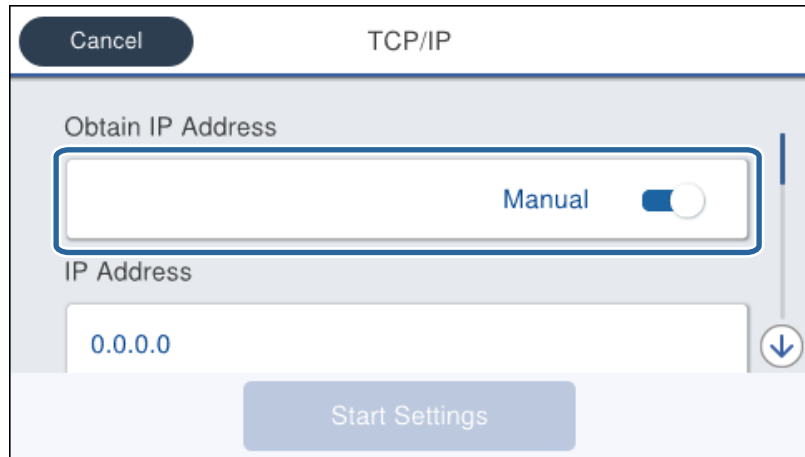 Cancel
TCP/IP
Obtain IP Address
Manual
IP Address
0.0.0.0
Start Settings